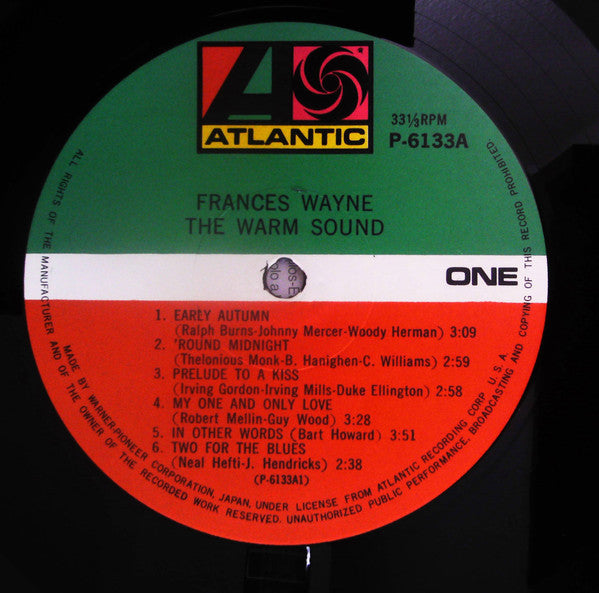 ATLANTIC
33⅓RPM
P-6133A
FRANCES WAYNE
THE WARM SOUND
ONE
1. EARLY AUTUMN
(Ralph Burns-Johnny Mercer-Woody Herman) 3:09
2. 'ROUND MIDNIGHT
(Thelonious Monk-B. Hanighen-C. Williams) 2:59
3. PRELUDE TO A KISS
(Irving Gordon-Irving Mills-Duke Ellington) 2:58
4. MY ONE AND ONLY LOVE
(Robert Mellin-Guy Wood) 3:28
5. IN OTHER WORDS (Bart Howard) 3:51
6. TWO FOR THE BLUES
(Neal Hefti-J. Hendricks) 2:38
(P-6133A1)
MADE BY WARNER-PIONEER CORPORATION, JAPAN, UNDER LICENSE FROM ATLANTIC RECORDING CORP. U.S.A.
ALL RIGHTS OF THE MANUFACTURER AND OF THE OWNER OF THE RECORDED WORK RESERVED. UNAUTHORIZED PUBLIC PERFORMANCE, BROADCASTING AND COPYING OF THIS RECORD PROHIBITED.